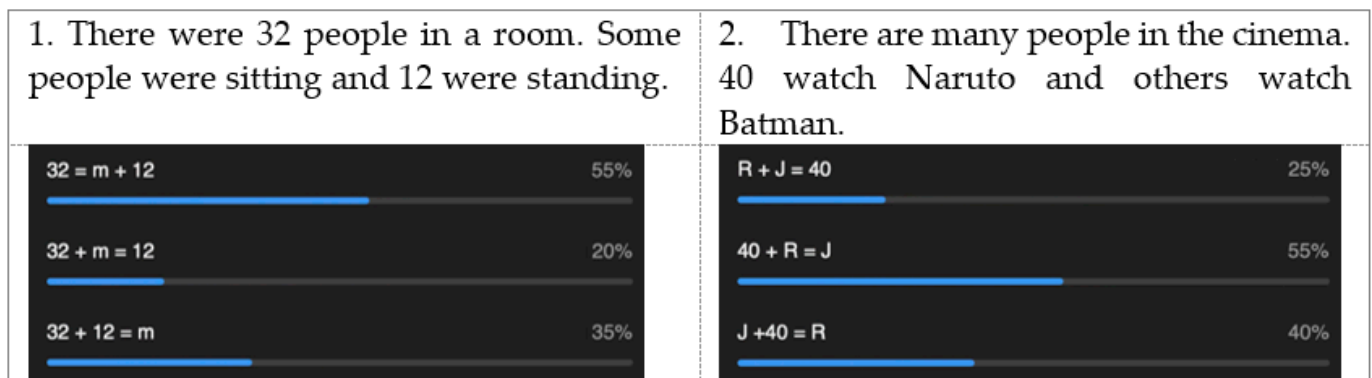 1. There were 32 people in a room. Some
people were sitting and 12 were standing.
2. There are many people in the cinema.
40 watch Naruto and others watch
Batman.
32 = m + 12 55%
32 + m = 12 20%
32 + 12 = m 35%
R + J = 40 25%
40 + R = J 55%
J +40 = R 40%